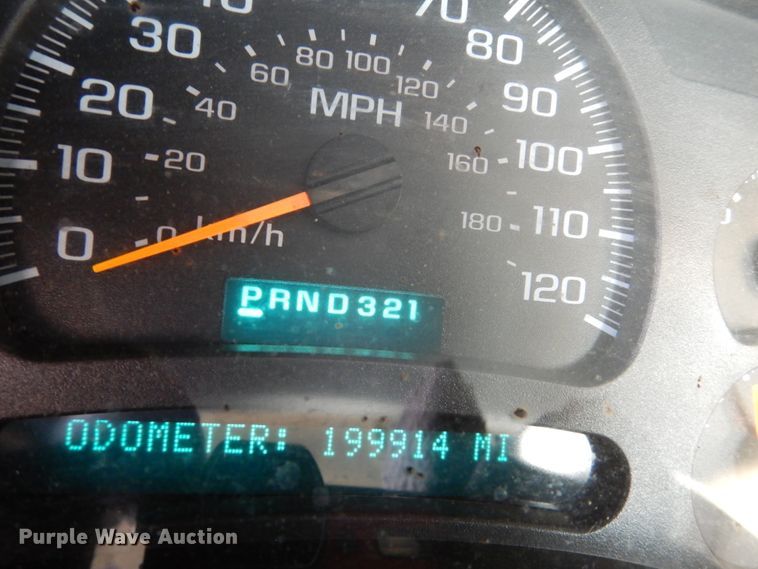 70
30 80
20 90
10 100
0 110
120
60 80 100 120
40 140
20 160
0 km/h 180
MPH
PRND321
ODOMETER: 199914 MI
Purple Wave Auction